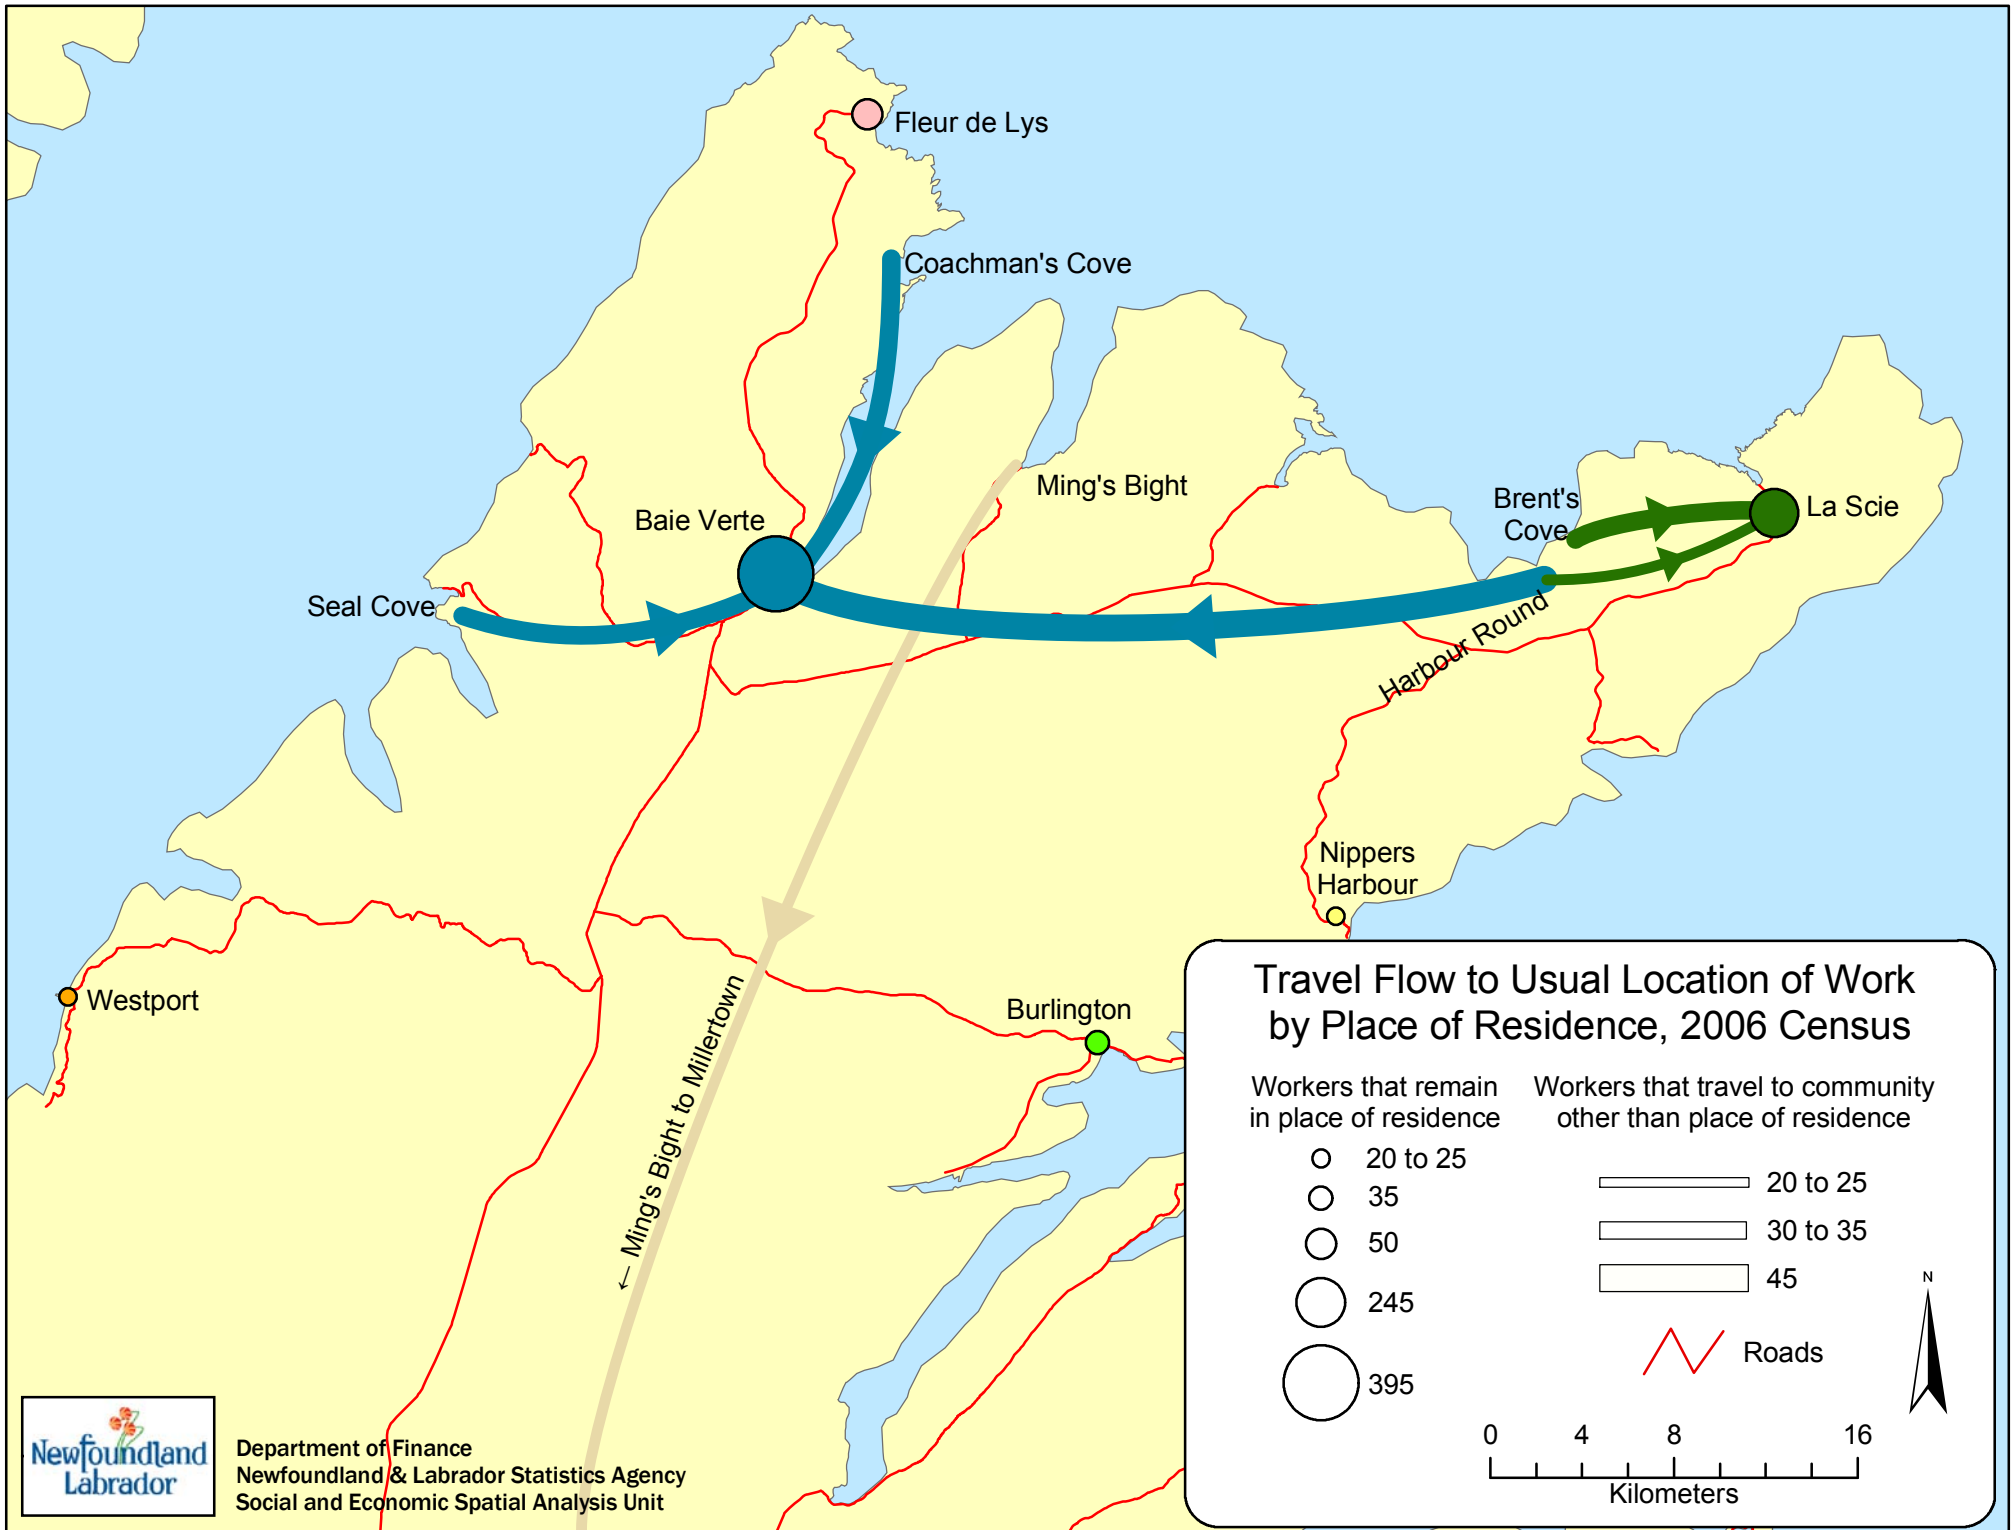 Fleur de Lys
Coachman's Cove
Ming's Bight
Brent's
Cove
La Scie
Baie Verte
Seal Cove
Harbour Round
Nippers
Harbour
Westport
Burlington
← Ming's Bight to Millertown
Travel Flow to Usual Location of Work
by Place of Residence, 2006 Census
Workers that remain
in place of residence
20 to 25
35
50
245
395
Workers that travel to community
other than place of residence
20 to 25
30 to 35
45
Roads
N
0 4 8 16
Kilometers
Newfoundland
Labrador
Department of Finance
Newfoundland & Labrador Statistics Agency
Social and Economic Spatial Analysis Unit